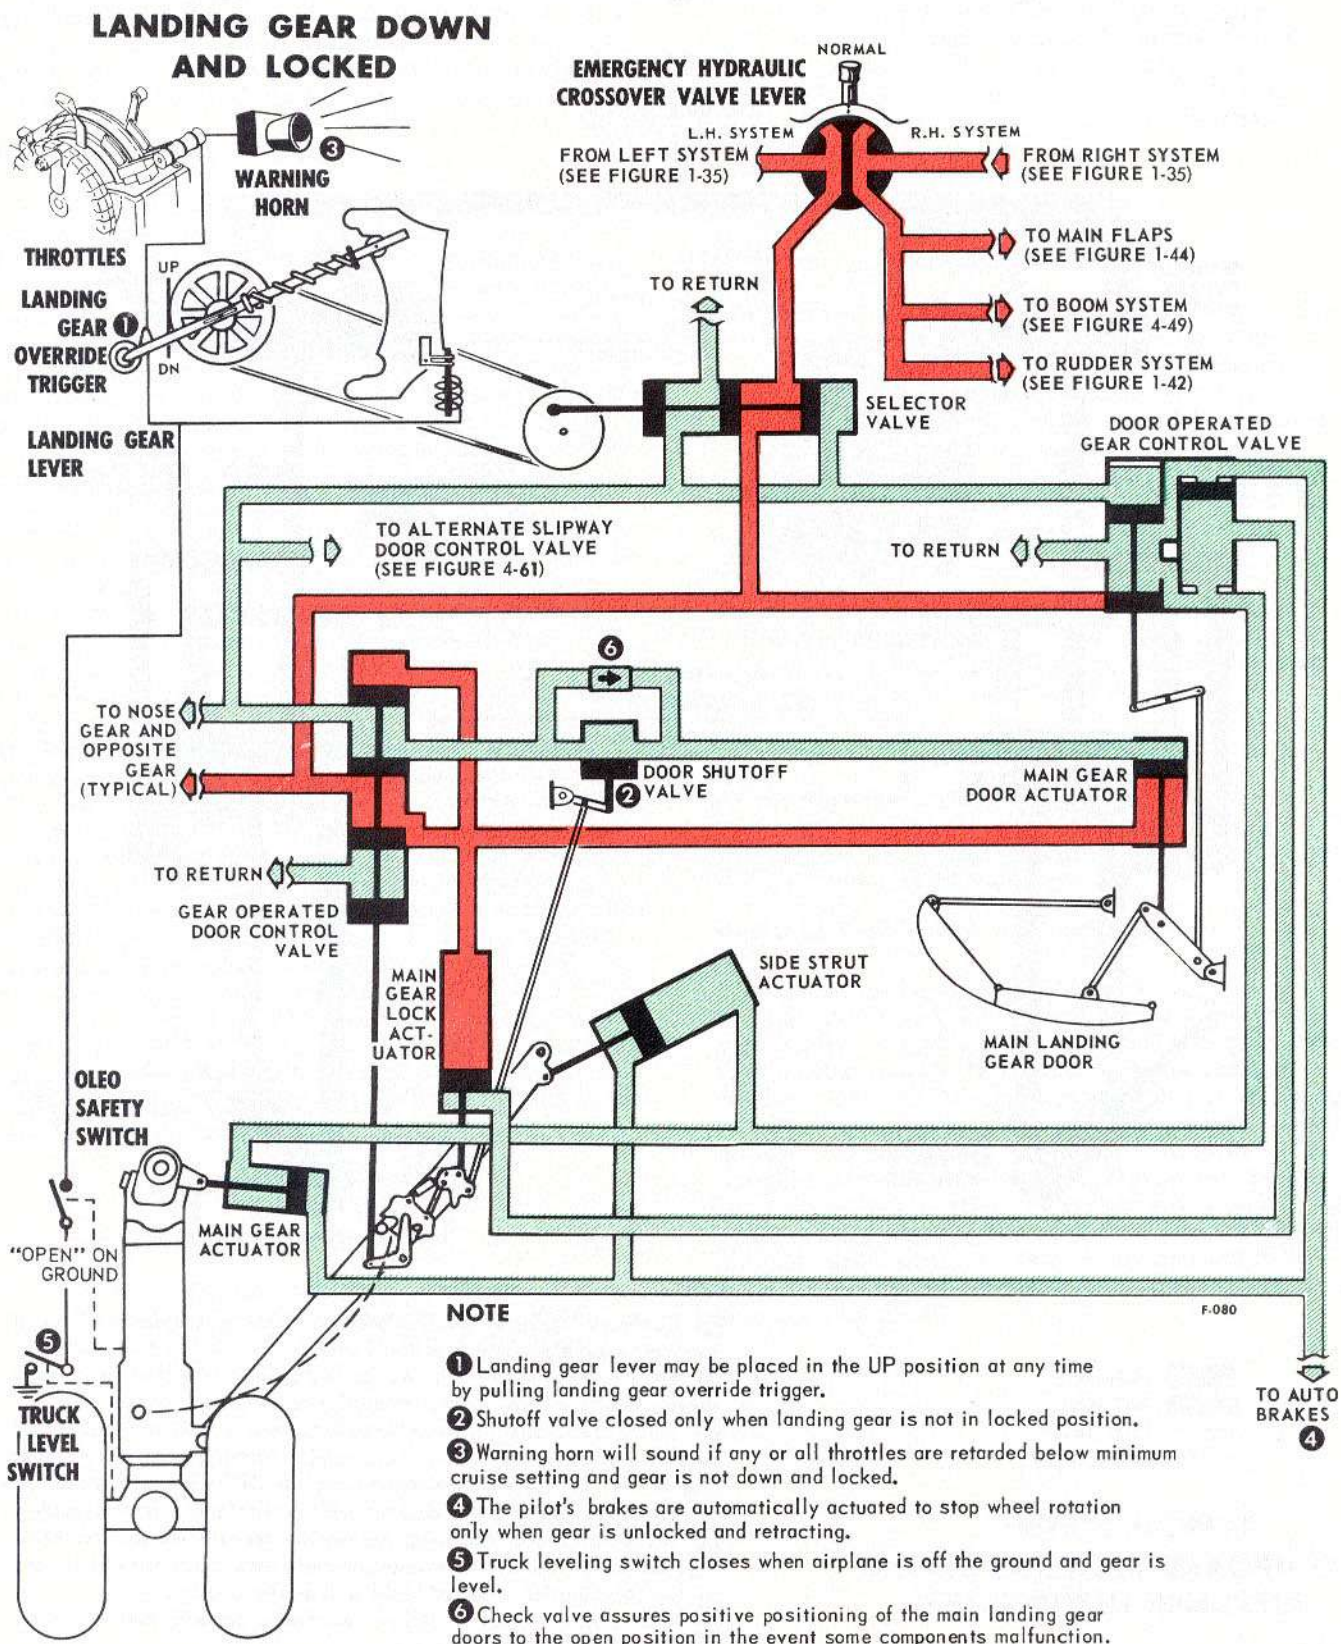 LANDING GEAR DOWN
AND LOCKED
NORMAL
EMERGENCY HYDRAULIC
CROSSOVER VALVE LEVER
L.H. SYSTEM
R.H. SYSTEM
FROM LEFT SYSTEM
(SEE FIGURE 1-35)
FROM RIGHT SYSTEM
(SEE FIGURE 1-35)
3
WARNING
HORN
THROTTLES
TO MAIN FLAPS
(SEE FIGURE 1-44)
UP
TO RETURN
LANDING
GEAR 1
OVERRIDE
TRIGGER
DN
TO BOOM SYSTEM
(SEE FIGURE 4-49)
TO RUDDER SYSTEM
(SEE FIGURE 1-42)
SELECTOR
VALVE
LANDING GEAR
LEVER
DOOR OPERATED
GEAR CONTROL VALVE
TO ALTERNATE SLIPWAY
DOOR CONTROL VALVE
(SEE FIGURE 4-61)
TO RETURN
6
TO NOSE
GEAR AND
OPPOSITE
GEAR
(TYPICAL)
DOOR SHUTOFF
VALVE
2
MAIN GEAR
DOOR ACTUATOR
TO RETURN
GEAR OPERATED
DOOR CONTROL
VALVE
MAIN
GEAR
LOCK
ACT-
UATOR
SIDE STRUT
ACTUATOR
MAIN LANDING
GEAR DOOR
OLEO
SAFETY
SWITCH
MAIN GEAR
ACTUATOR
"OPEN" ON
GROUND
5
TRUCK
LEVEL
SWITCH
F-080
TO AUTO
BRAKES
4
NOTE
1 Landing gear lever may be placed in the UP position at any time
by pulling landing gear override trigger.
2 Shutoff valve closed only when landing gear is not in locked position.
3 Warning horn will sound if any or all throttles are retarded below minimum
cruise setting and gear is not down and locked.
4 The pilot's brakes are automatically actuated to stop wheel rotation
only when gear is unlocked and retracting.
5 Truck leveling switch closes when airplane is off the ground and gear is
level.
6 Check valve assures positive positioning of the main landing gear
doors to the open position in the event some components malfunction.